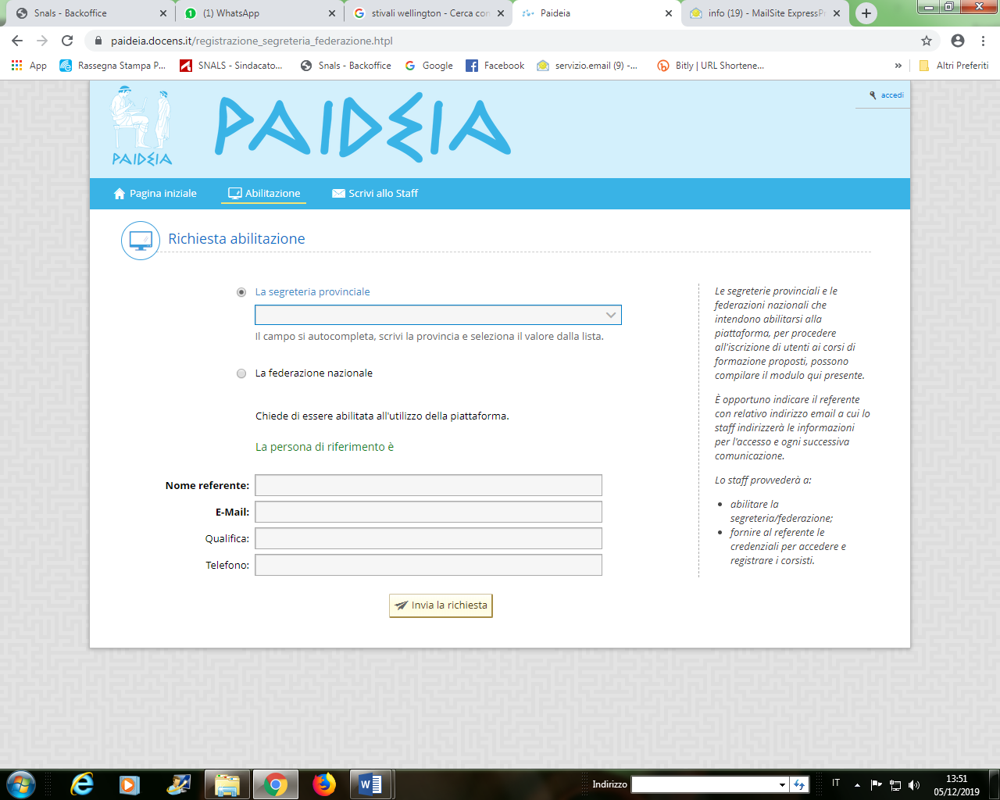 Snals - Backoffice
(1) WhatsApp
stivali wellington - Cerca con
Paideia
info (19) - MailSite ExpressPr
paideia.docens.it/registrazione_segreteria_federazione.htpl
App
Rassegna Stampa P...
SNALS - Sindacato...
Snals - Backoffice
Google
Facebook
servizio.email (9) -...
Bitly | URL Shortene...
»
Altri Preferiti
PAIDEIA
PAIDEIA
accedi
Pagina iniziale
Abilitazione
Scrivi allo Staff
Richiesta abilitazione
La segreteria provinciale
Il campo si autocompleta, scrivi la provincia e seleziona il valore dalla lista.
La federazione nazionale
Chiede di essere abilitata all'utilizzo della piattaforma.
La persona di riferimento è
Nome referente:
E-Mail:
Qualifica:
Telefono:
Invia la richiesta
Le segreterie provinciali e le
federazioni nazionali che
intendono abilitarsi alla
piattaforma, per procedere
all'iscrizione di utenti ai corsi di
formazione proposti, possono
compilare il modulo qui presente.
È opportuno indicare il referente
con relativo indirizzo email a cui lo
staff indirizzerà le informazioni
per l'accesso e ogni successiva
comunicazione.
Lo staff provvederà a:
• abilitare la
segreteria/federazione;
• fornire al referente le
credenziali per accedere e
registrare i corsisti.
Indirizzo
IT
13:51
05/12/2019